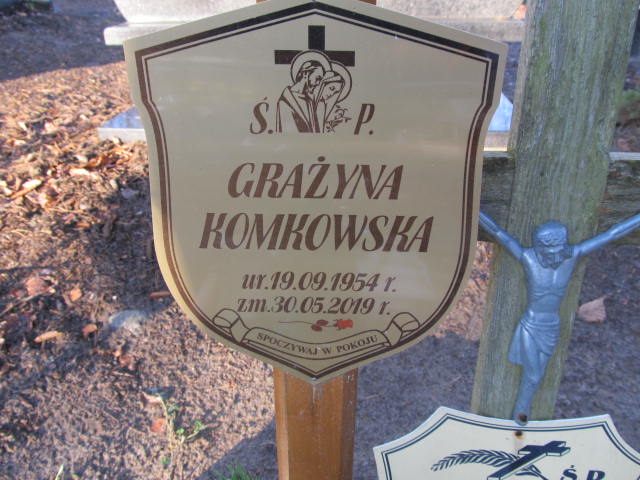 Ś. P.
GRAŻYNA
KOMKOWSKA
ur.19.09.1954 r.
zm.30.05.2019 r.
SPOCZYWAJ W POKOJU
Ś.P.